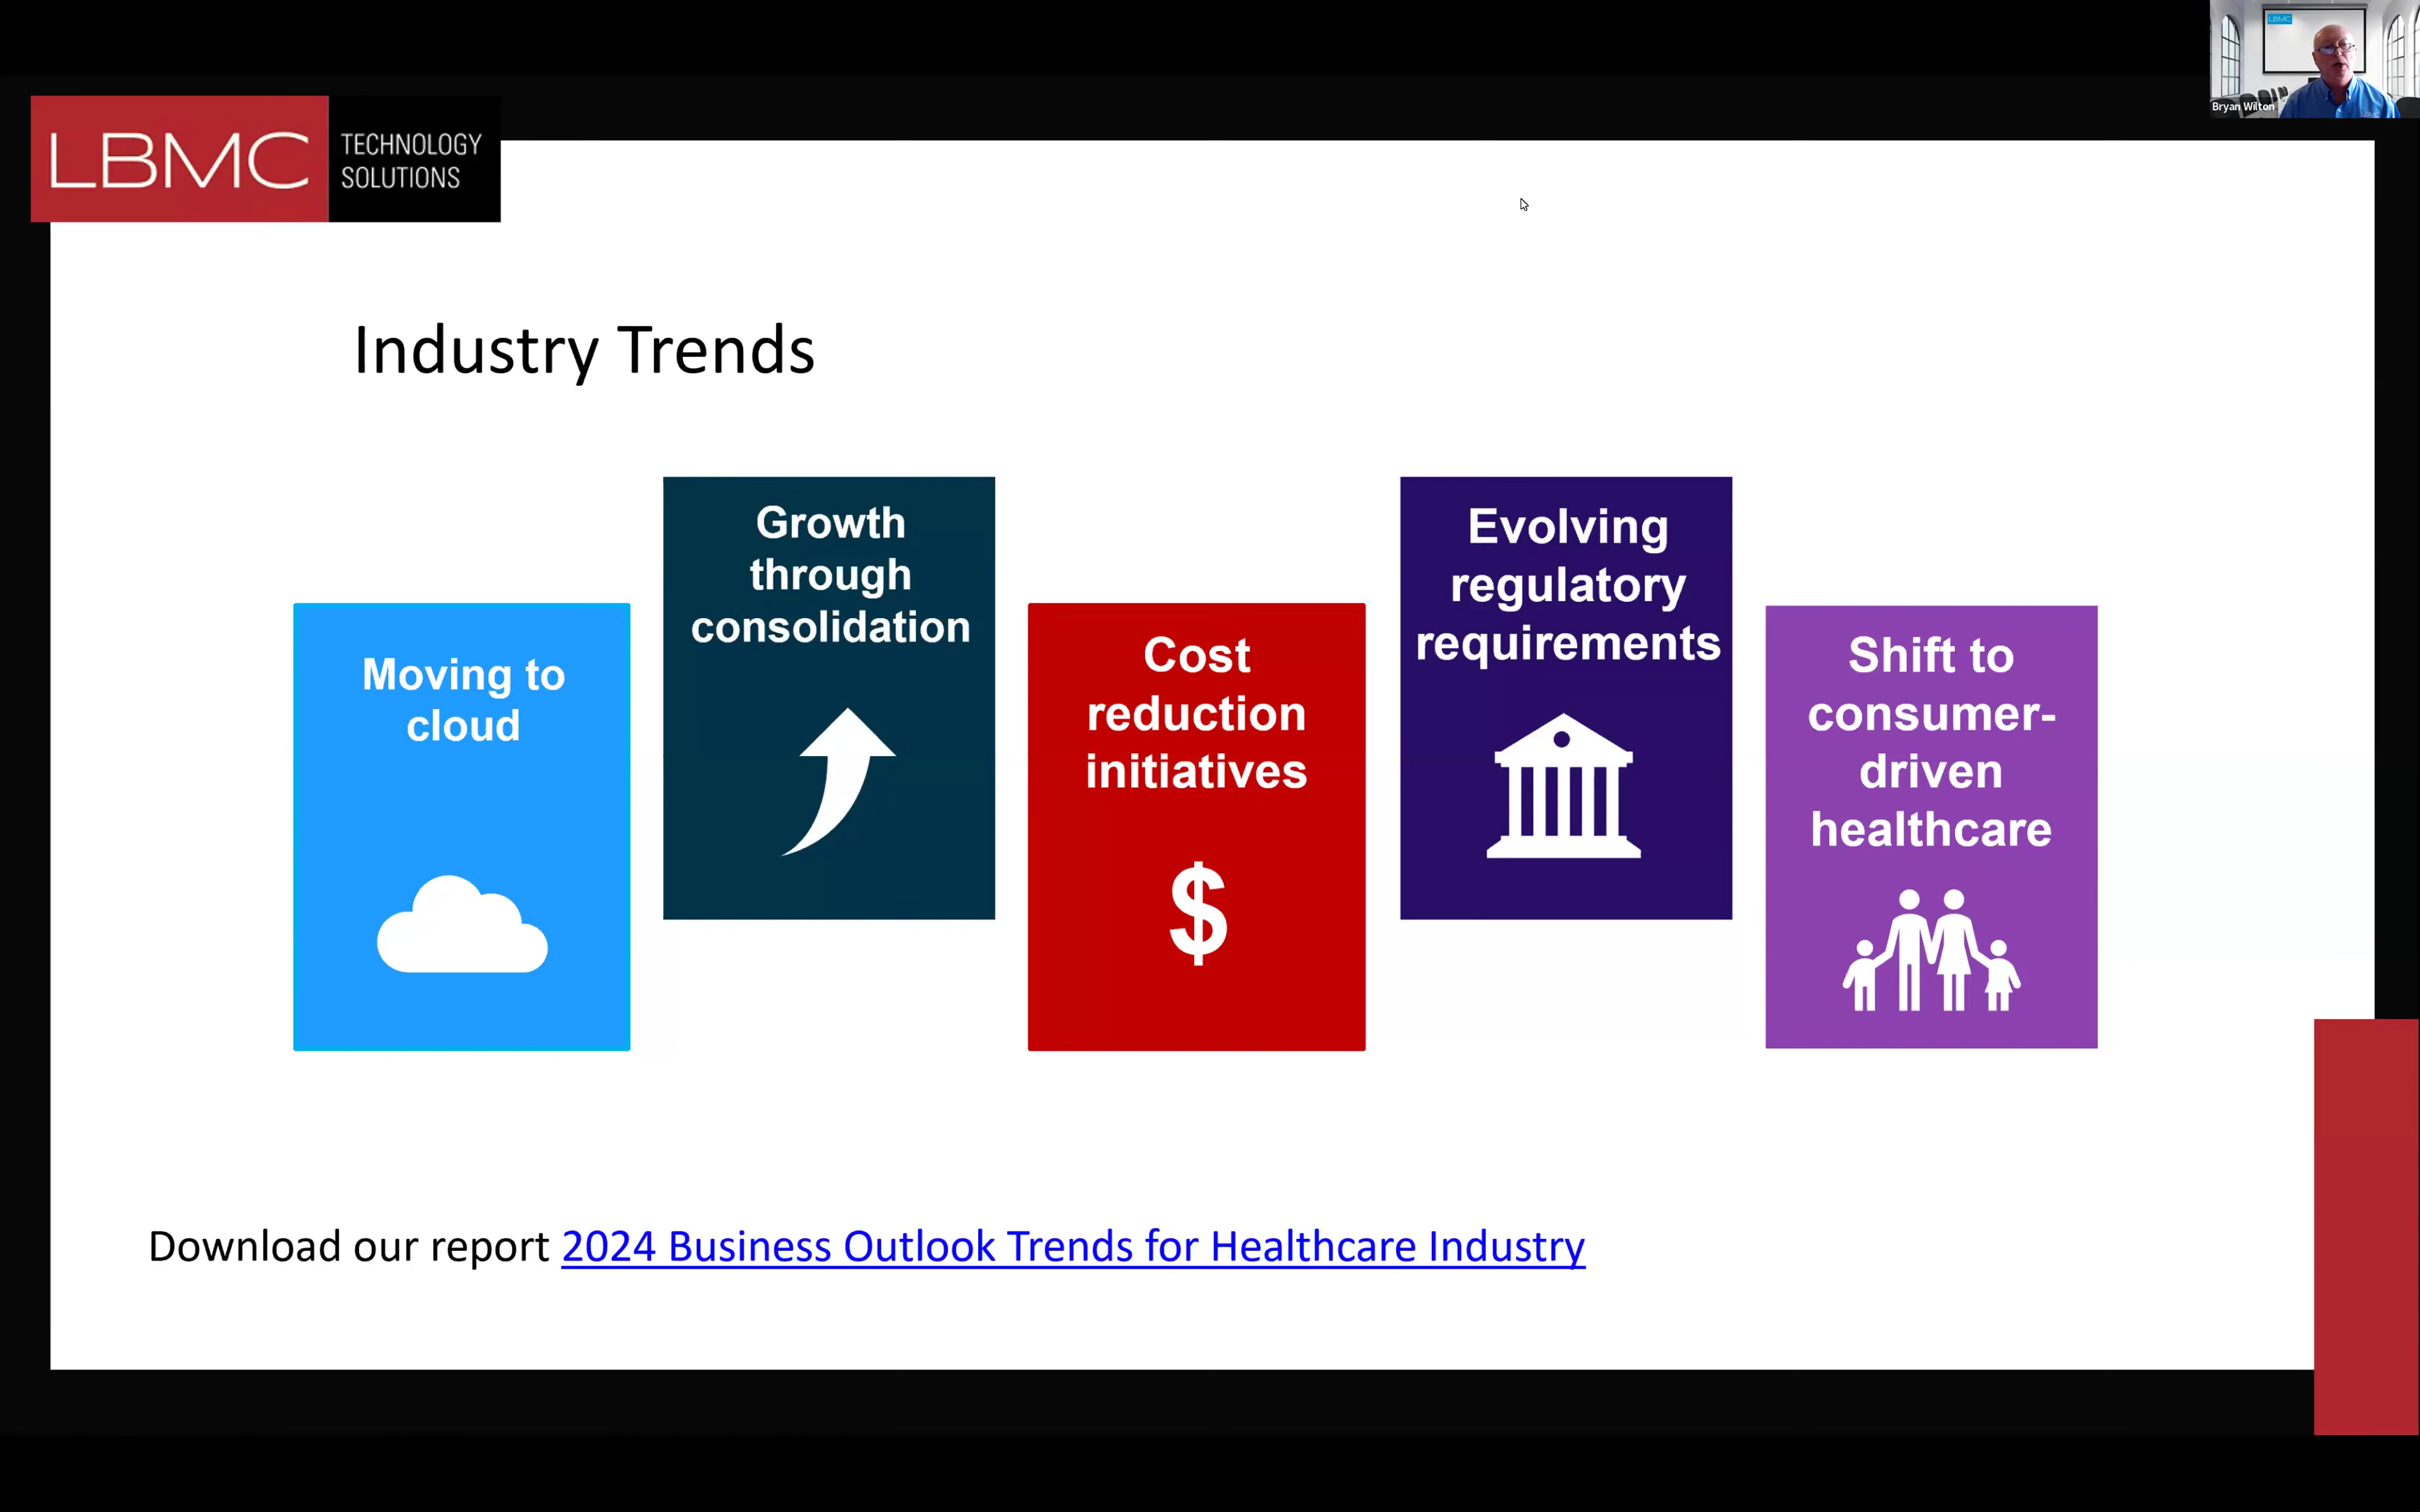 LBMC
Bryan Wilton
LBMC
TECHNOLOGY
SOLUTIONS
Industry Trends
Moving to
cloud
Growth
through
consolidation
Cost
reduction
initiatives
$
Evolving
regulatory
requirements
Shift to
consumer-
driven
healthcare
Download our report 2024 Business Outlook Trends for Healthcare Industry